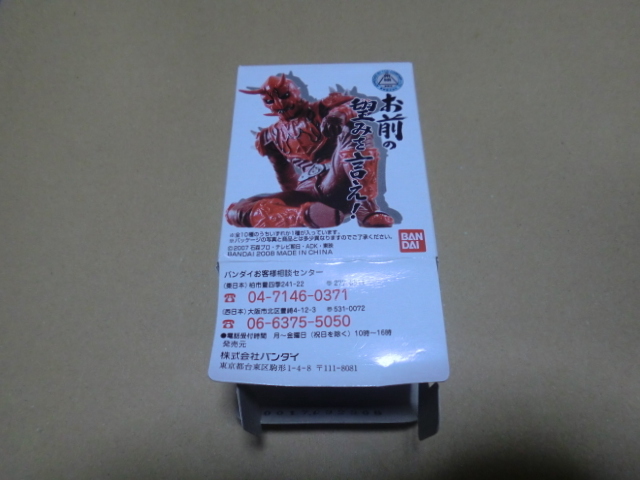 お前の
望みを言え!
※全10種のうちいずれか1種が入っています。
※パッケージの写真と商品とは多少異なりますのでご了承ください。
©2007 石森プロ・テレビ朝日・ADK・東映
BANDAI 2008 MADE IN CHINA
BAN
DAI
バンダイお客様相談センター
(東日本) 柏市豊四季241-22
☎ 04-7146-0371
(西日本) 大阪市北区豊崎4-12-3 〒531-0072
☎ 06-6375-5050
●電話受付時間 月〜金曜日(祝日を除く)10時〜16時
発売元
株式会社バンダイ
東京都台東区駒形1-4-8 〒111-8081